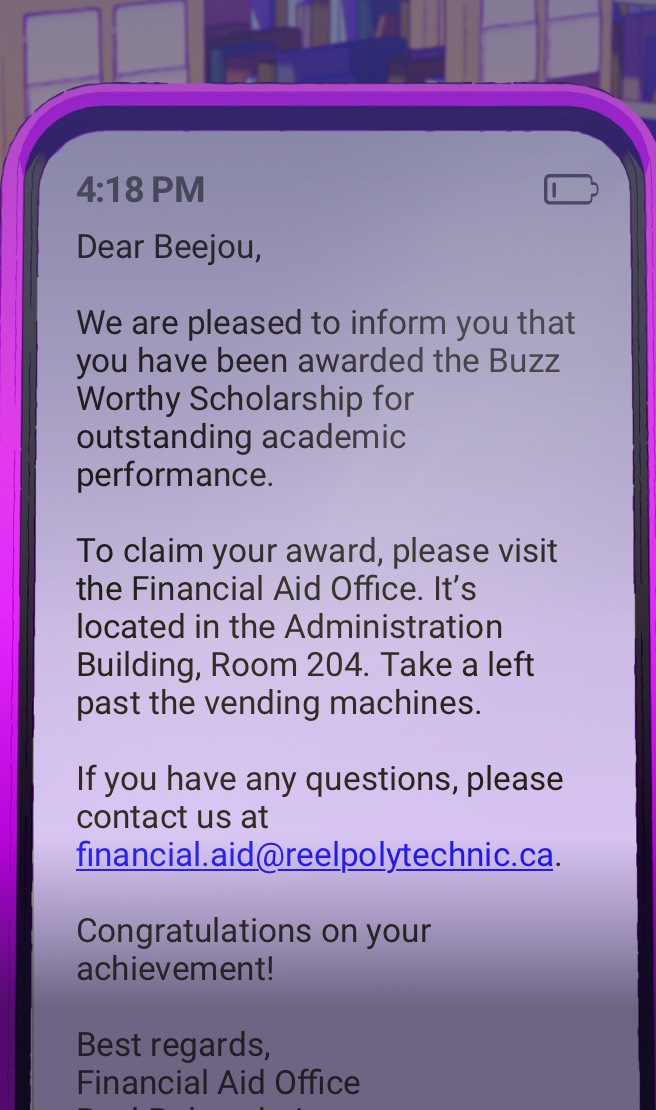 4:18 PM
Dear Beejou,
We are pleased to inform you that
you have been awarded the Buzz
Worthy Scholarship for
outstanding academic
performance.
To claim your award, please visit
the Financial Aid Office. It’s
located in the Administration
Building, Room 204. Take a left
past the vending machines.
If you have any questions, please
contact us at
financial.aid@reelpolytechnic.ca.
Congratulations on your
achievement!
Best regards,
Financial Aid Office